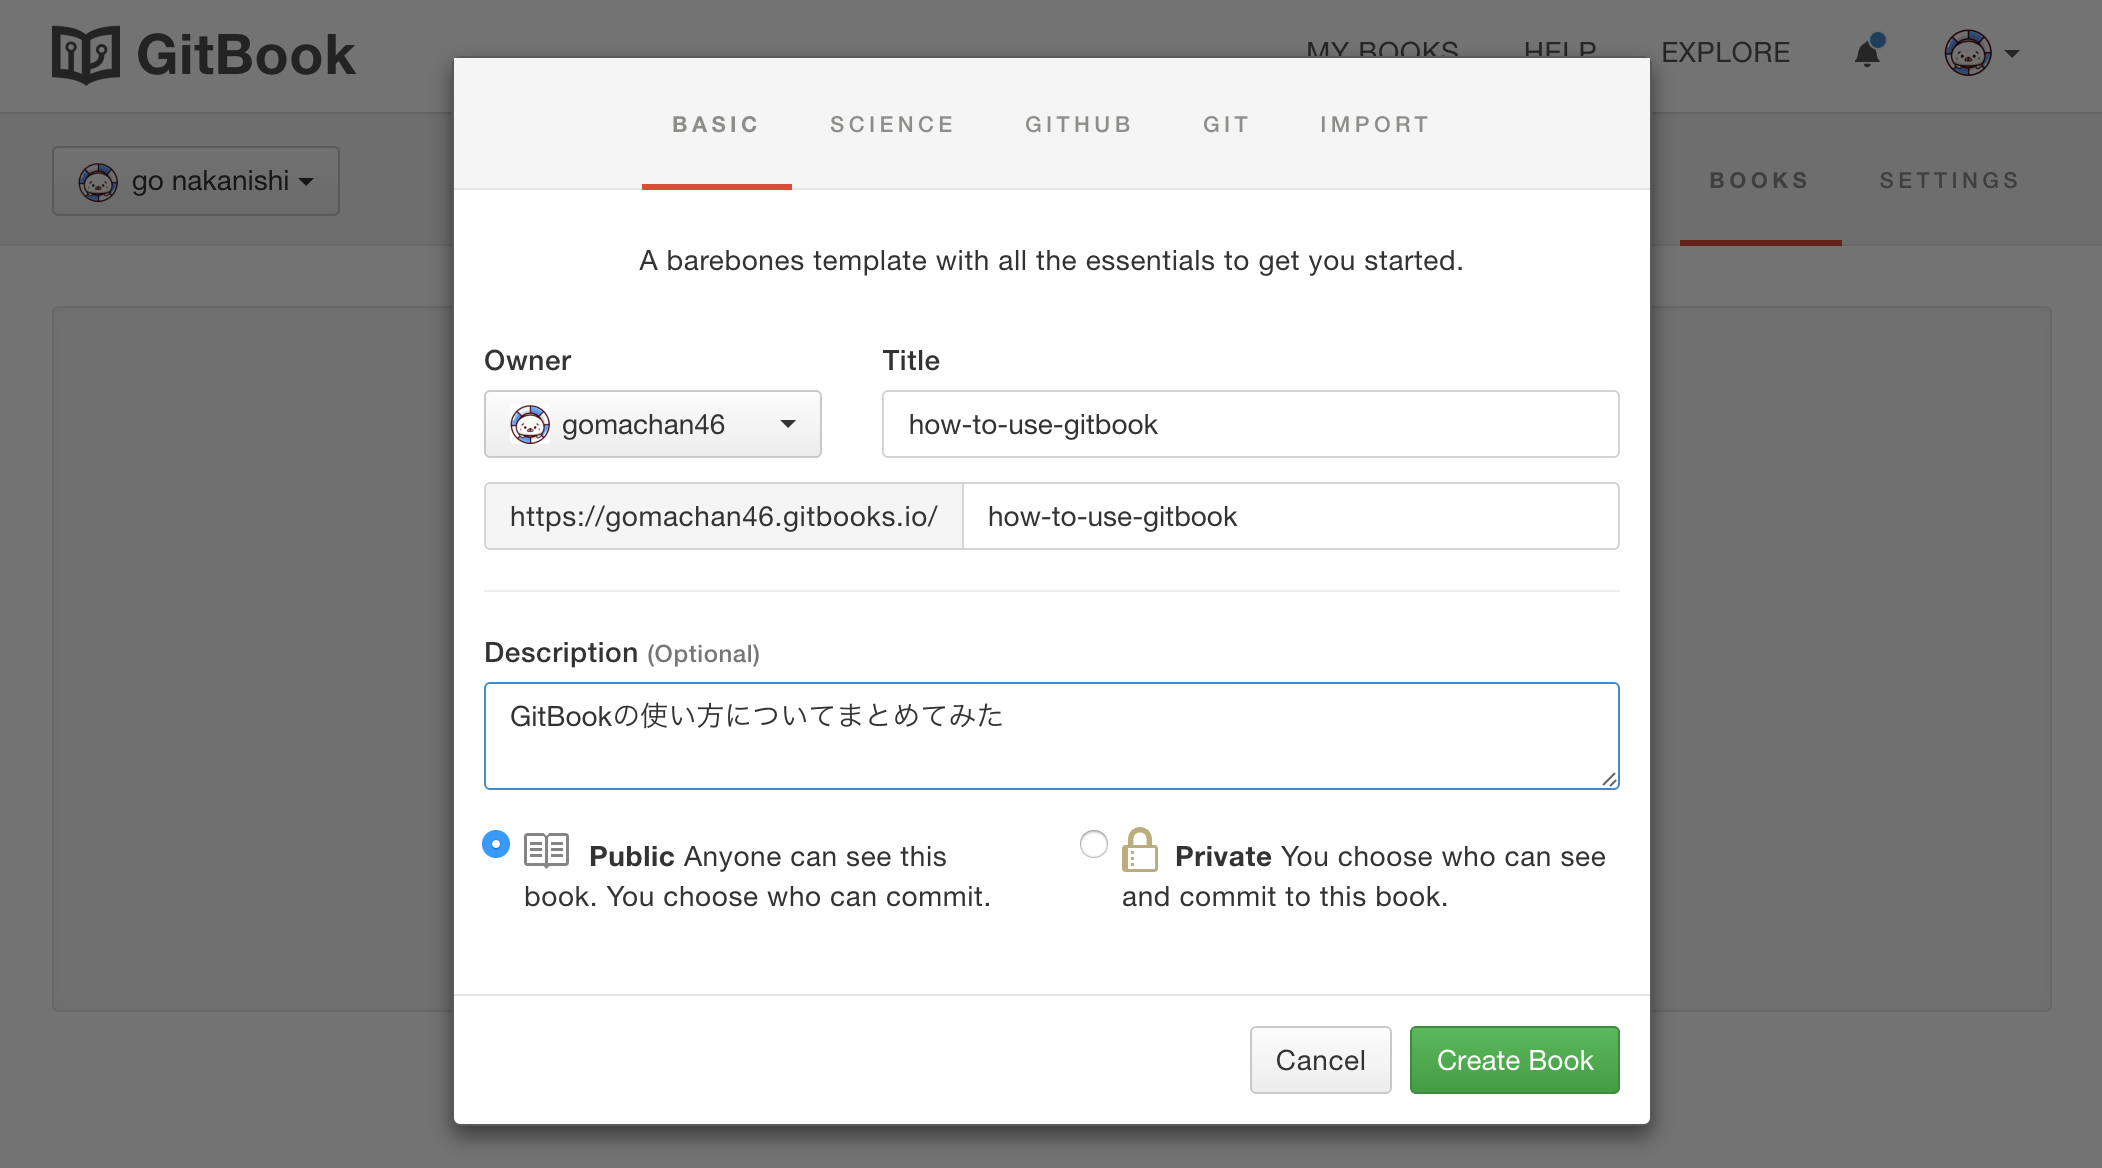 GitBook
MY BOOKS HELP EXPLORE
go nakanishi
BOOKS SETTINGS
BASIC SCIENCE GITHUB GIT IMPORT
A barebones template with all the essentials to get you started.
Owner Title
gomachan46 how-to-use-gitbook
https://gomachan46.gitbooks.io/ how-to-use-gitbook
Description (Optional)
GitBookの使い方についてまとめてみた
Public Anyone can see this
book. You choose who can commit.
Private You choose who can see
and commit to this book.
Cancel Create Book